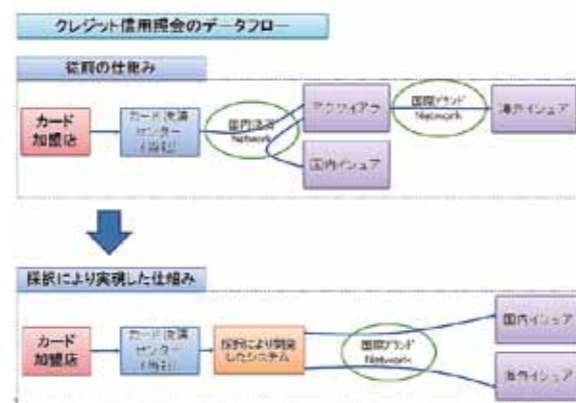 クレジット信用照会のデータフロー
従前の仕組み
カード
加盟店
カード決済
センター
(当社)
国内決済
Network
アクワイアラ
国内イシュア
国際ブランド
Network
海外イシュア
採択により実現した仕組み
カード
加盟店
カード決済
センター
(当社)
採択により開発
したシステム
国際ブランド
Network
国内イシュア
海外イシュア